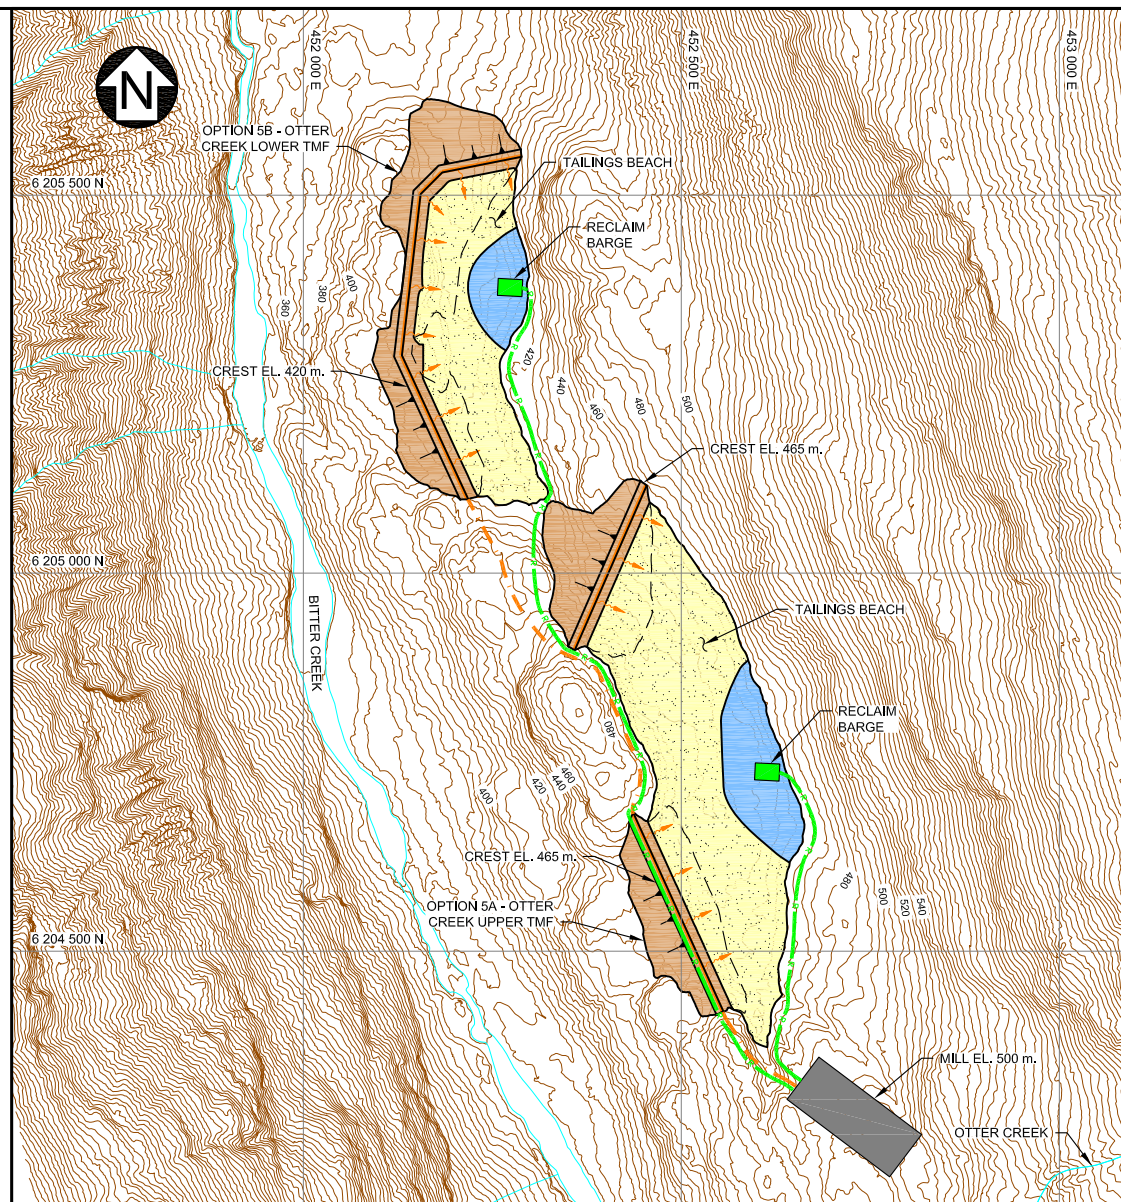 452 000 E
452 500 E
453 000 E
N
OPTION 5B - OTTER
CREEK LOWER TMF
TAILINGS BEACH
6 205 500 N
RECLAIM
BARGE
400
380
360
420
440
460
480
500
CREST EL. 420 m.
CREST EL. 465 m.
6 205 000 N
BITTER CREEK
TAILINGS BEACH
RECLAIM
BARGE
480
460
440
420
400
CREST EL. 465 m.
480
500
520
540
OPTION 5A - OTTER
CREEK UPPER TMF
6 204 500 N
MILL EL. 500 m.
OTTER CREEK